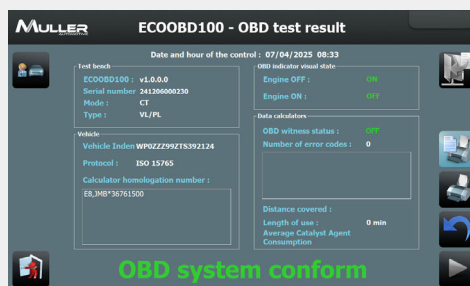 MULLER
AUTOMOTIVE
ECOOBD100 - OBD test result
Date and hour of the control : 07/04/2025 08:33
Test bench
ECOOBD100 : v1.0.0.0
Serial number 241206000230
Mode : CT
Type : VL/PL
Vehicle
Vehicle Inden WP0ZZZ99ZTS392124
Protocol : ISO 15765
Calculator homologation number :
E8,JMB*36761500
OBD indicator visual state
Engine OFF : ON
Engine ON : OFF
Data calculators
OBD witness status : OFF
Number of error codes : 0
Distance covered :
Length of use : 0 min
Average Catalyst Agent
Consumption
OBD system conform